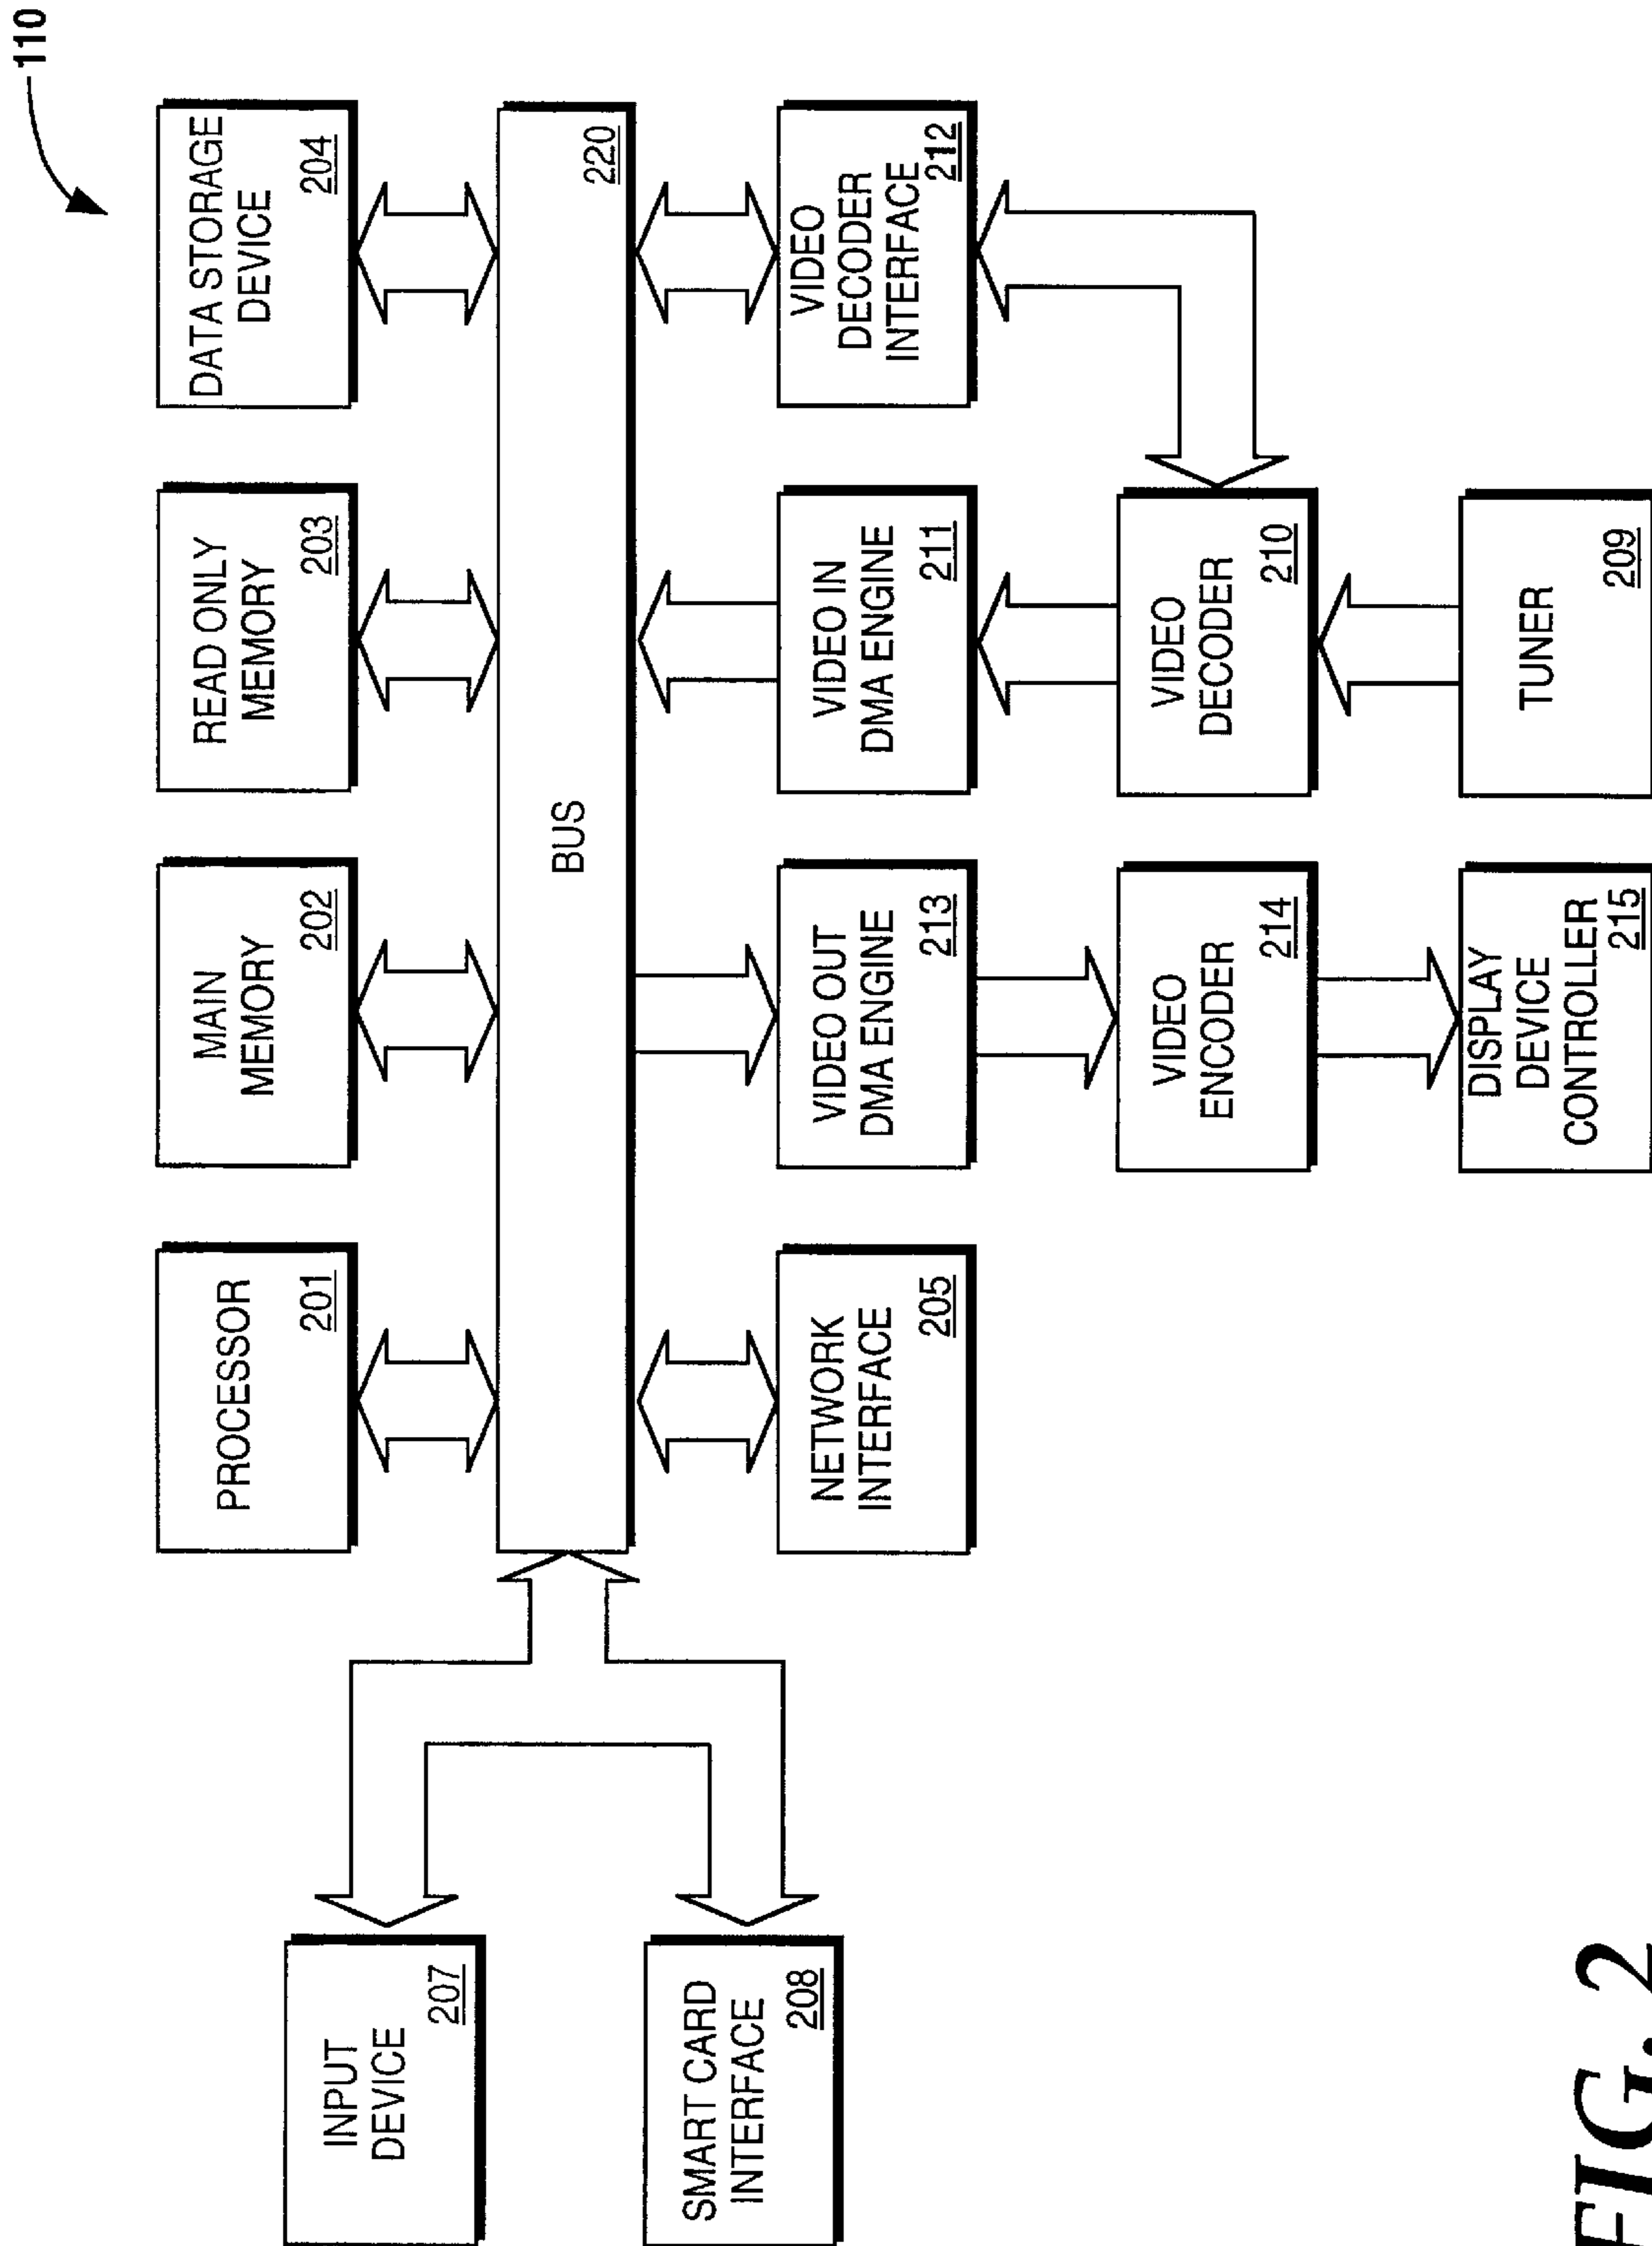 110
PROCESSOR
201
MAIN
MEMORY
202
READ ONLY
MEMORY
203
DATA STORAGE
DEVICE
204
INPUT
DEVICE
207
BUS
220
SMART CARD
INTERFACE
208
NETWORK
INTERFACE
205
VIDEO OUT
DMA ENGINE
213
VIDEO IN
DMA ENGINE
211
VIDEO
DECODER
INTERFACE
212
VIDEO
ENCODER
214
VIDEO
DECODER
210
DISPLAY
DEVICE
CONTROLLER
215
TUNER
209
FIG. 2